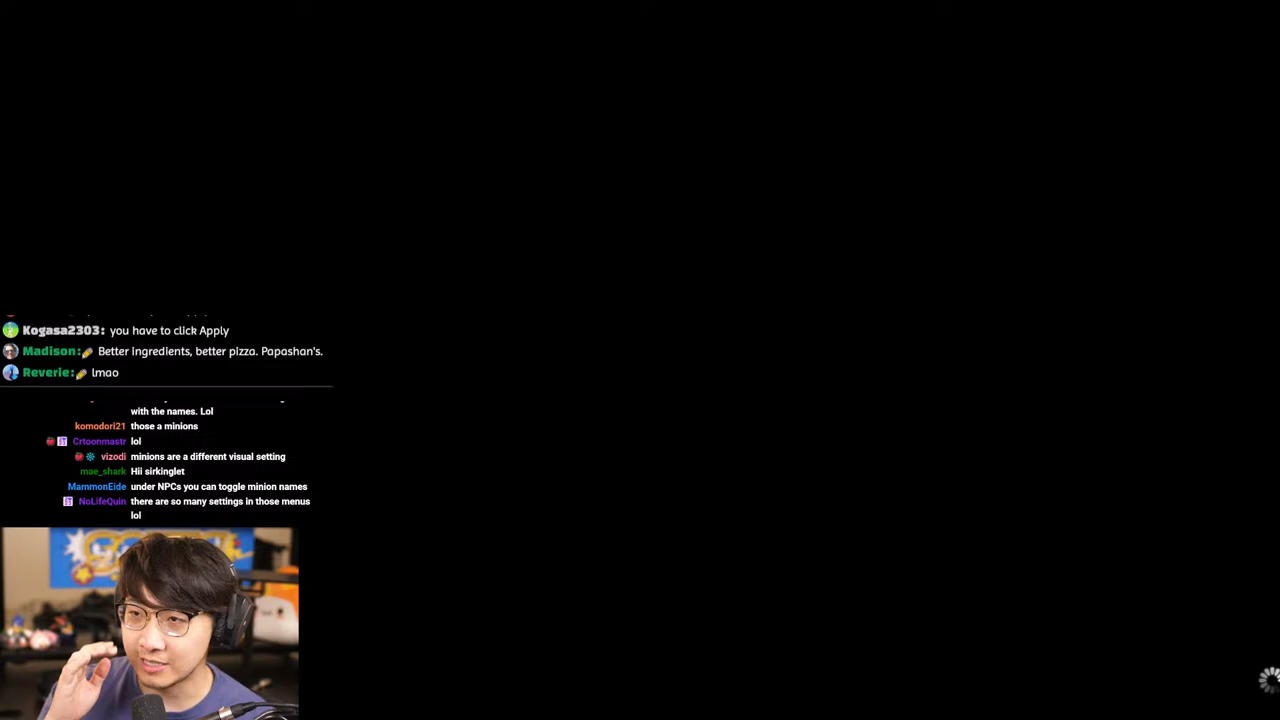 Kogasa2303: you have to click Apply
Madison: Better ingredients, better pizza. Papashan's.
Reverie: lmao
with the names. Lol
komodori21 those a minions
Crtoonmastr lol
vizodi minions are a different visual setting
mae_shark Hii sirkinglet
MammonEide under NPCs you can toggle minion names
NoLifeQuin there are so many settings in those menus
lol